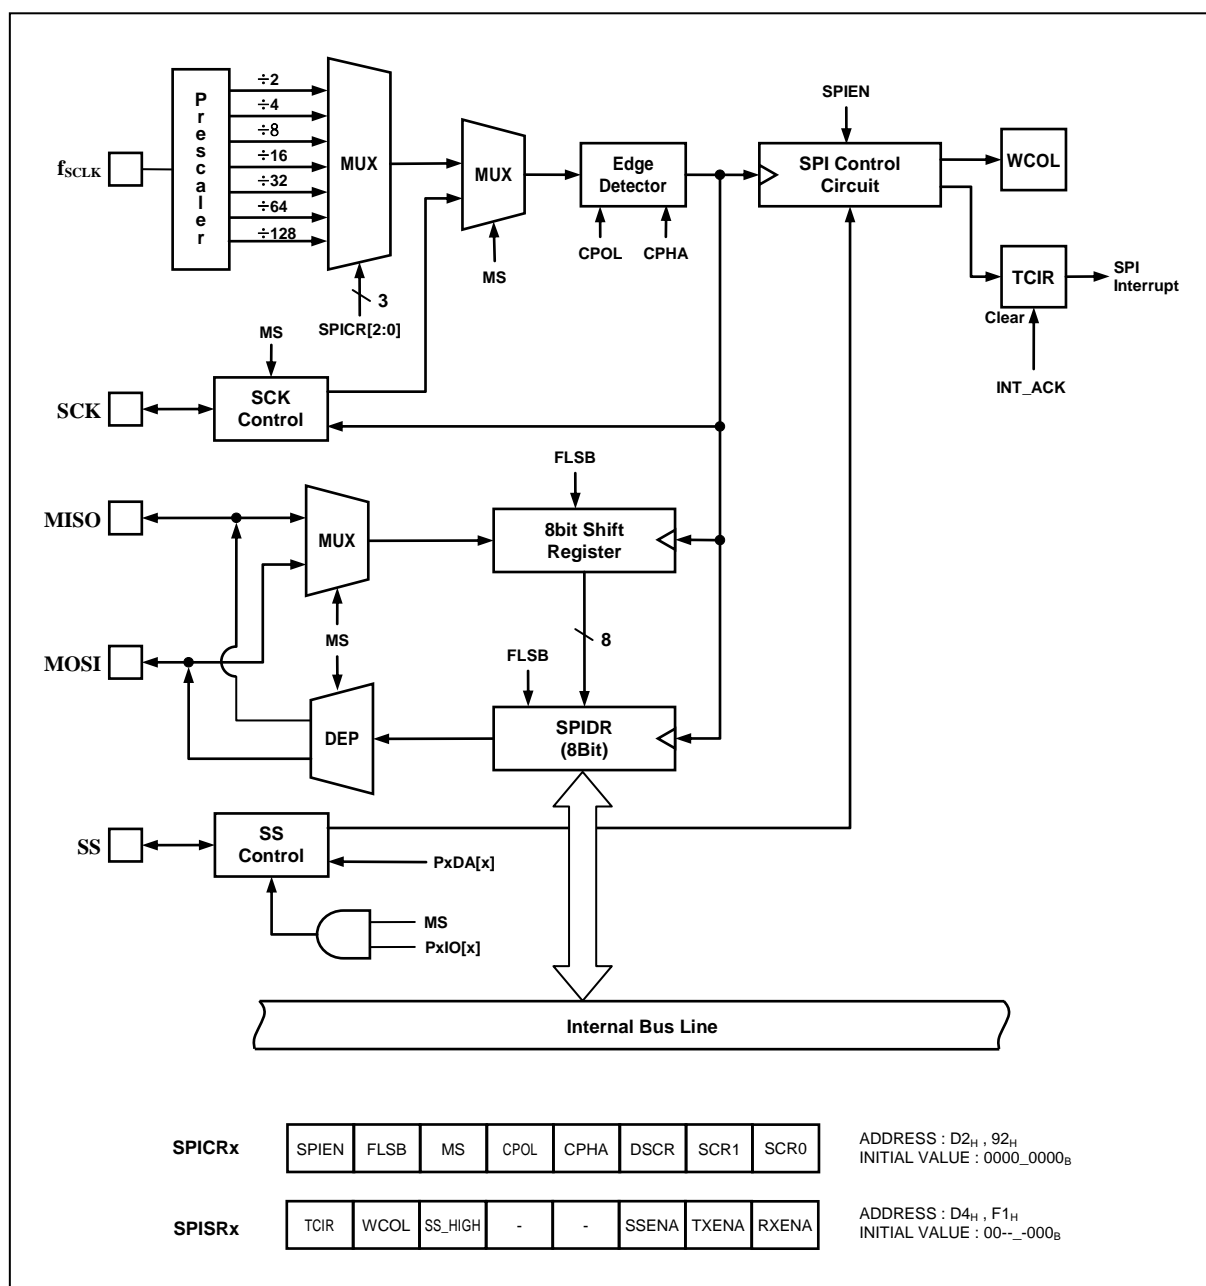 fSCLK
Prescaler
÷2
÷4
÷8
÷16
÷32
÷64
÷128
MUX
SPICR[2:0]
3
MUX
MS
Edge
Detector
CPOL
CPHA
SPIEN
SPI Control
Circuit
WCOL
TCIR
Clear
INT_ACK
SPI
Interrupt
MS
SCK
SCK
Control
FLSB
MISO
MUX
8bit Shift
Register
MS
8
MOSI
FLSB
DEP
SPIDR
(8Bit)
SS
SS
Control
PxDA[x]
MS
PxIO[x]
Internal Bus Line
SPICRx SPIEN FLSB MS CPOL CPHA DSCR SCR1 SCR0
ADDRESS : D2H , 92H
INITIAL VALUE : 0000_0000B
SPISRx TCIR WCOL SS_HIGH - - SSENA TXENA RXENA
ADDRESS : D4H , F1H
INITIAL VALUE : 00--_-000B